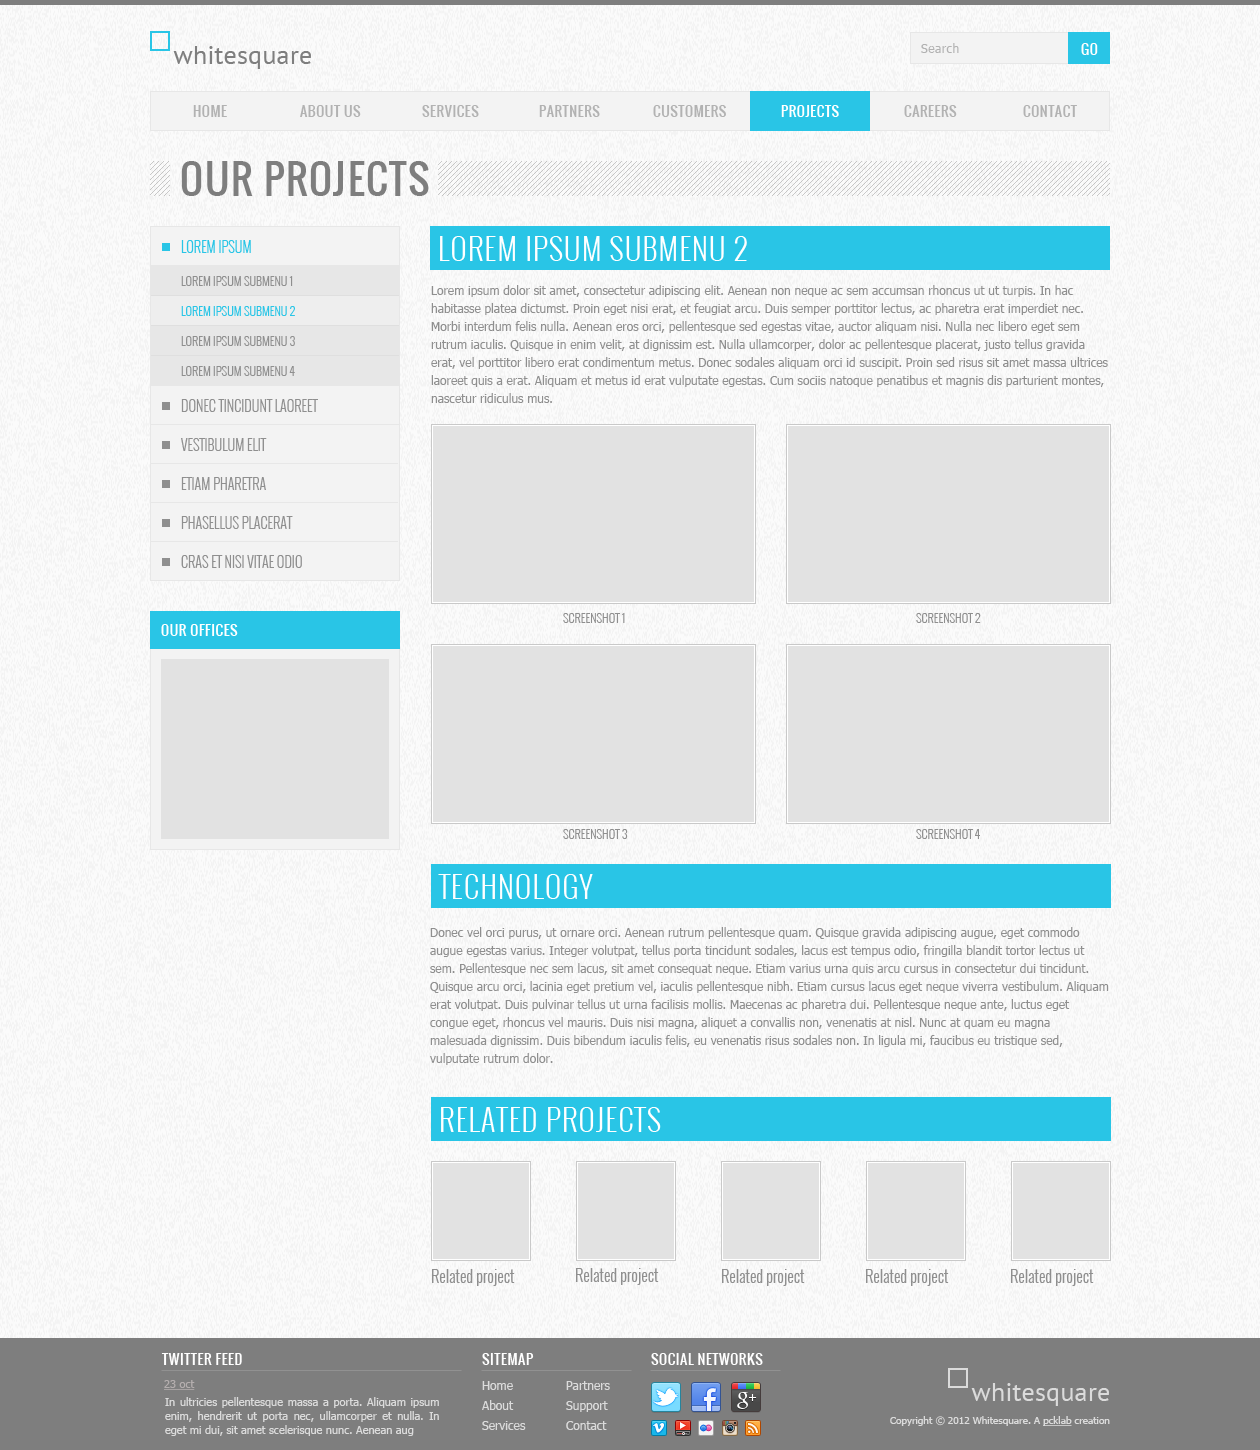 whitesquare
Search
GO
HOME ABOUT US SERVICES PARTNERS CUSTOMERS PROJECTS CAREERS CONTACT
OUR PROJECTS
LOREM IPSUM
LOREM IPSUM SUBMENU 1
LOREM IPSUM SUBMENU 2
LOREM IPSUM SUBMENU 3
LOREM IPSUM SUBMENU 4
DONEC TINCIDUNT LAOREET
VESTIBULUM ELIT
ETIAM PHARETRA
PHASELLUS PLACERAT
CRAS ET NISI VITAE ODIO
OUR OFFICES
LOREM IPSUM SUBMENU 2
Lorem ipsum dolor sit amet, consectetur adipiscing elit. Aenean non neque ac sem accumsan rhoncus ut ut turpis. In hac
habitasse platea dictumst. Proin eget nisi erat, et feugiat arcu. Duis semper porttitor lectus, ac pharetra erat imperdiet nec.
Morbi interdum felis nulla. Aenean eros orci, pellentesque sed egestas vitae, auctor aliquam nisi. Nulla nec libero eget sem
rutrum iaculis. Quisque in enim velit, at dignissim est. Nulla ullamcorper, dolor ac pellentesque placerat, justo tellus gravida
erat, vel porttitor libero erat condimentum metus. Donec sodales aliquam orci id suscipit. Proin sed risus sit amet massa ultrices
laoreet quis a erat. Aliquam et metus id erat vulputate egestas. Cum sociis natoque penatibus et magnis dis parturient montes,
nascetur ridiculus mus.
SCREENSHOT 1
SCREENSHOT 2
SCREENSHOT 3
SCREENSHOT 4
TECHNOLOGY
Donec vel orci purus, ut ornare orci. Aenean rutrum pellentesque quam. Quisque gravida adipiscing augue, eget commodo
augue egestas varius. Integer volutpat, tellus porta tincidunt sodales, lacus est tempus odio, fringilla blandit tortor lectus ut
sem. Pellentesque nec sem lacus, sit amet consequat neque. Etiam varius urna quis arcu cursus in consectetur dui tincidunt.
Quisque arcu orci, lacinia eget pretium vel, iaculis pellentesque nibh. Etiam cursus lacus eget neque viverra vestibulum. Aliquam
erat volutpat. Duis pulvinar tellus ut urna facilisis mollis. Maecenas ac pharetra dui. Pellentesque neque ante, luctus eget
congue eget, rhoncus vel mauris. Duis nisi magna, aliquet a convallis non, venenatis at nisl. Nunc at quam eu magna
malesuada dignissim. Duis bibendum iaculis felis, eu venenatis risus sodales non. In ligula mi, faucibus eu tristique sed,
vulputate rutrum dolor.
RELATED PROJECTS
Related project
Related project
Related project
Related project
Related project
TWITTER FEED
23 oct
In ultricies pellentesque massa a porta. Aliquam ipsum
enim, hendrerit ut porta nec, ullamcorper et nulla. In
eget mi dui, sit amet scelerisque nunc. Aenean aug
SITEMAP
Home Partners
About Support
Services Contact
SOCIAL NETWORKS
whitesquare
Copyright © 2012 Whitesquare. A pcklab creation